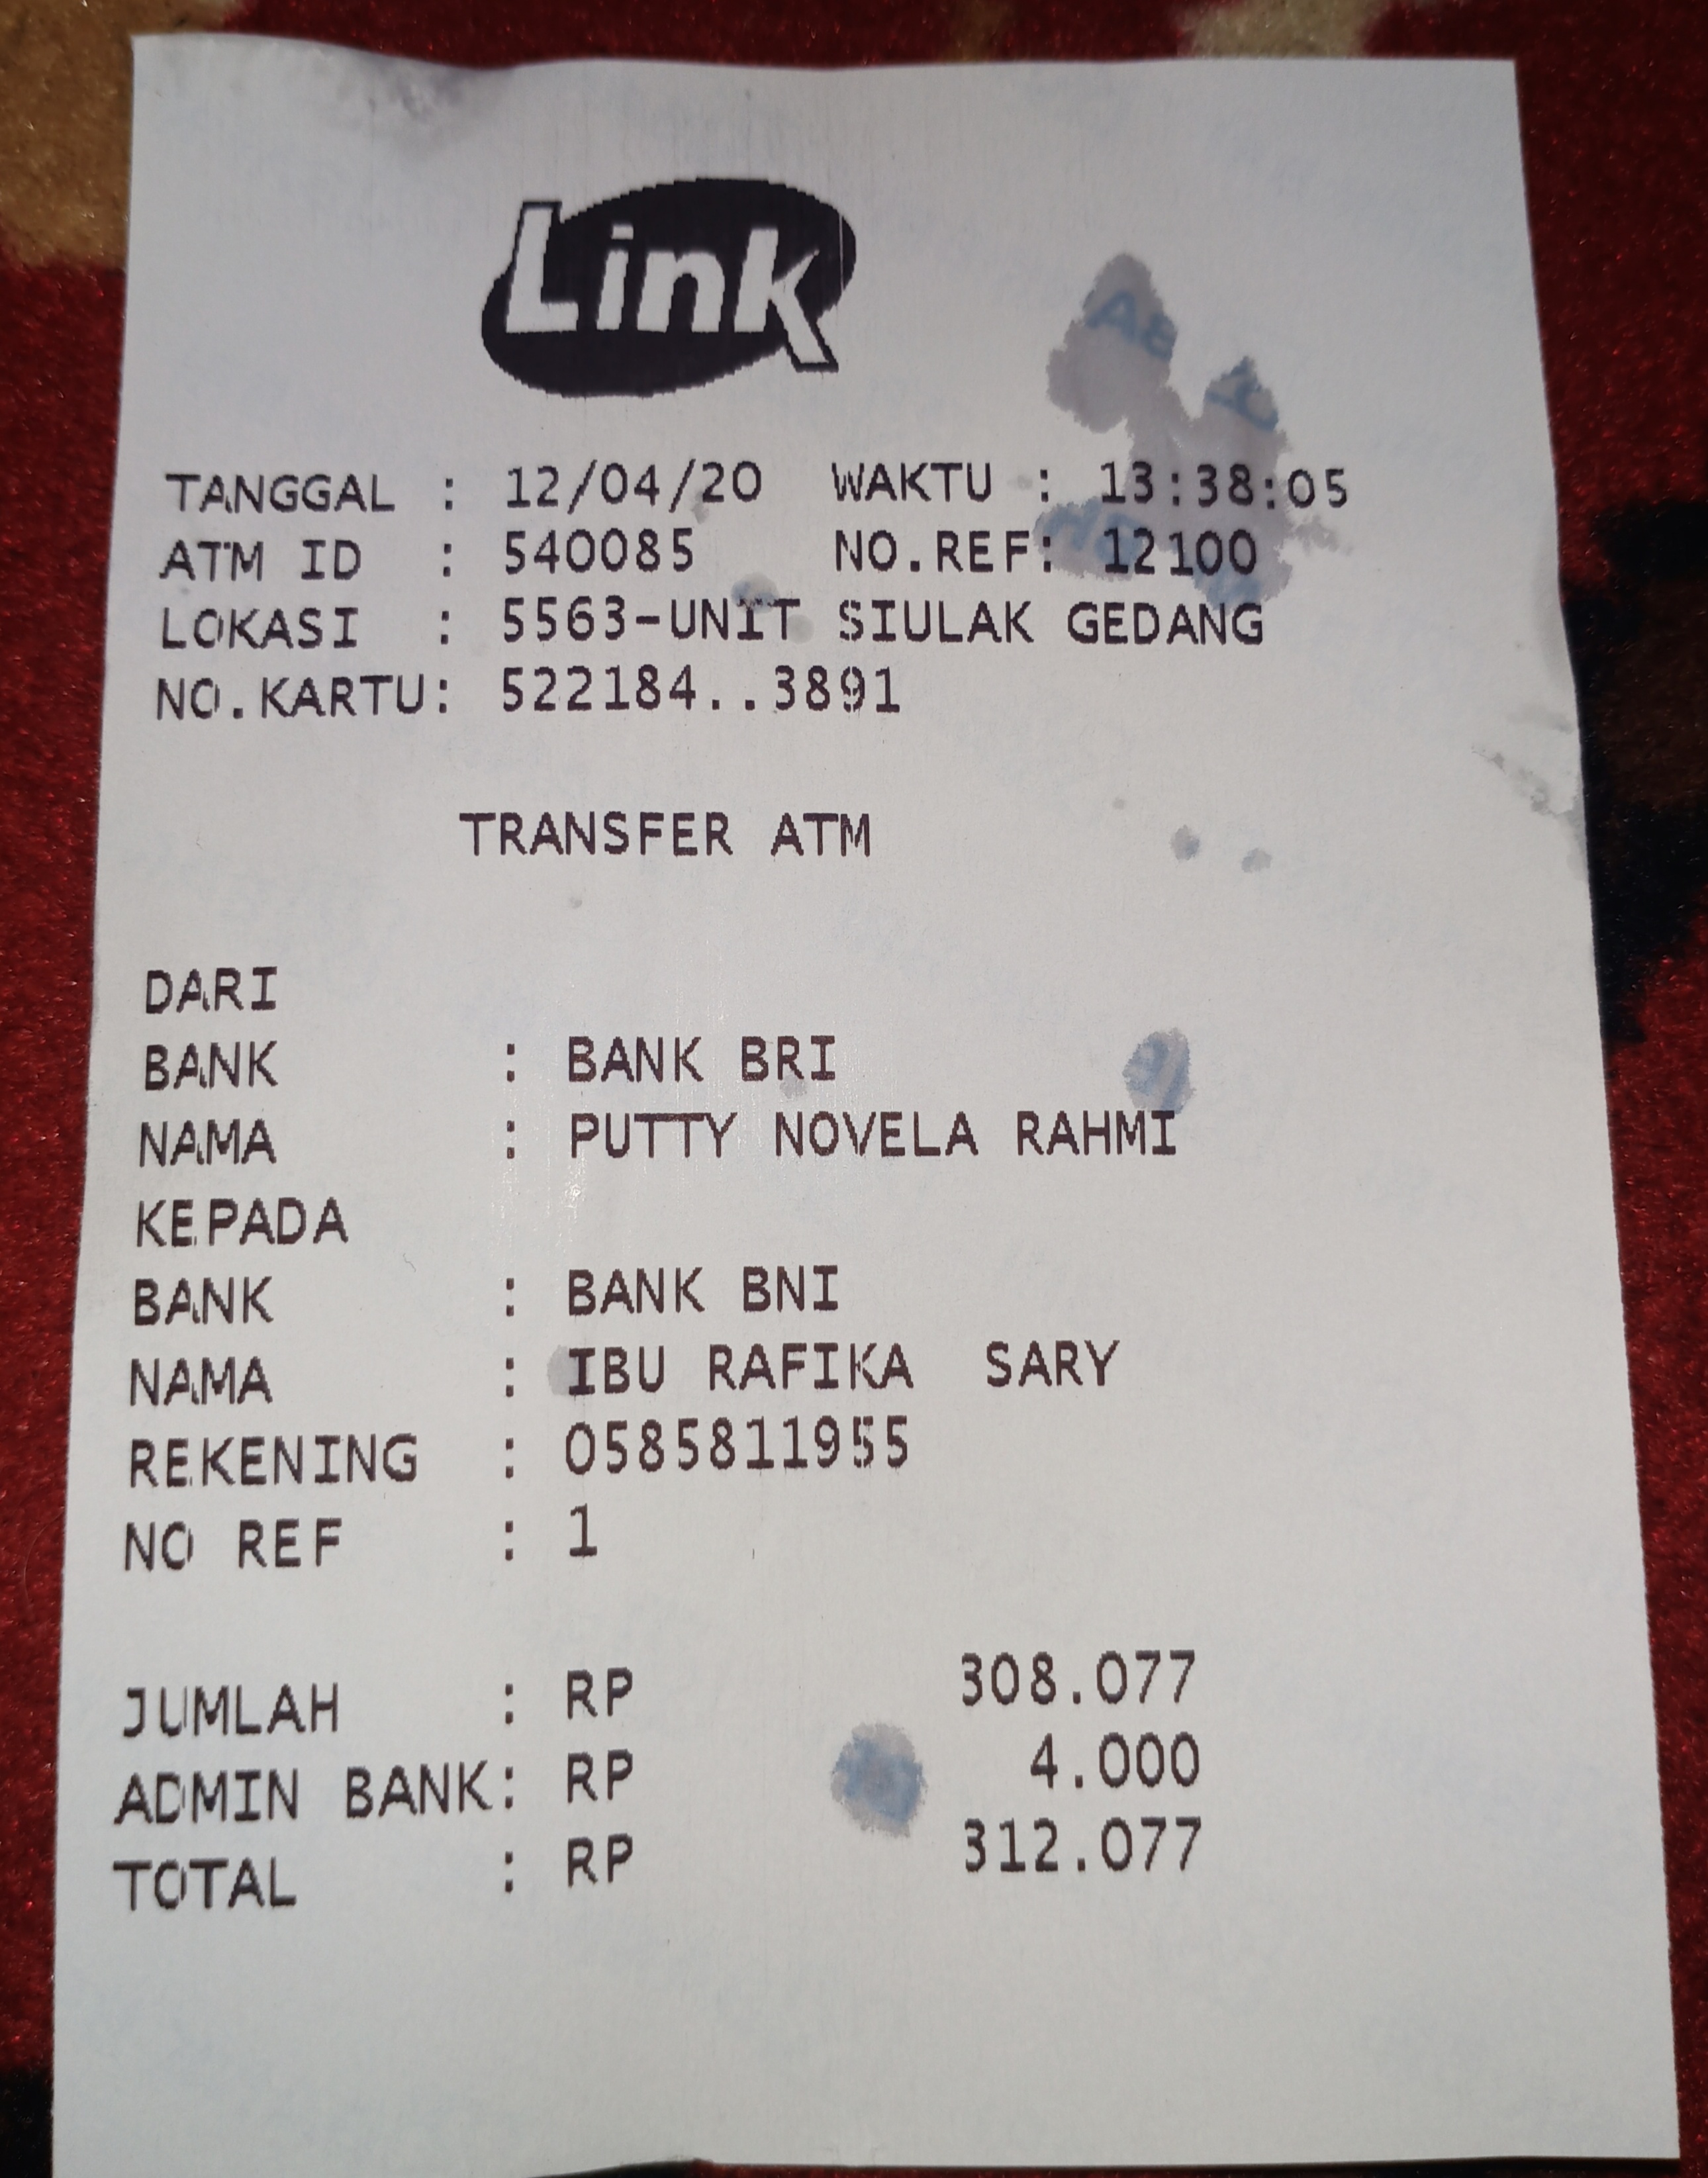 Link
TANGGAL : 12/04/20 WAKTU : 13:38:05
ATM ID : 540085 NO.REF: 12100
LOKASI : 5563-UNIT SIULAK GEDANG
NO.KARTU: 522184..3891
TRANSFER ATM
DARI
BANK : BANK BRI
NAMA : PUTTY NOVELA RAHMI
KEPADA
BANK : BANK BNI
NAMA : IBU RAFIKA SARY
REKENING : 0585811955
NO REF : 1
JUMLAH : RP 308.077
ADMIN BANK: RP 4.000
TOTAL : RP 312.077